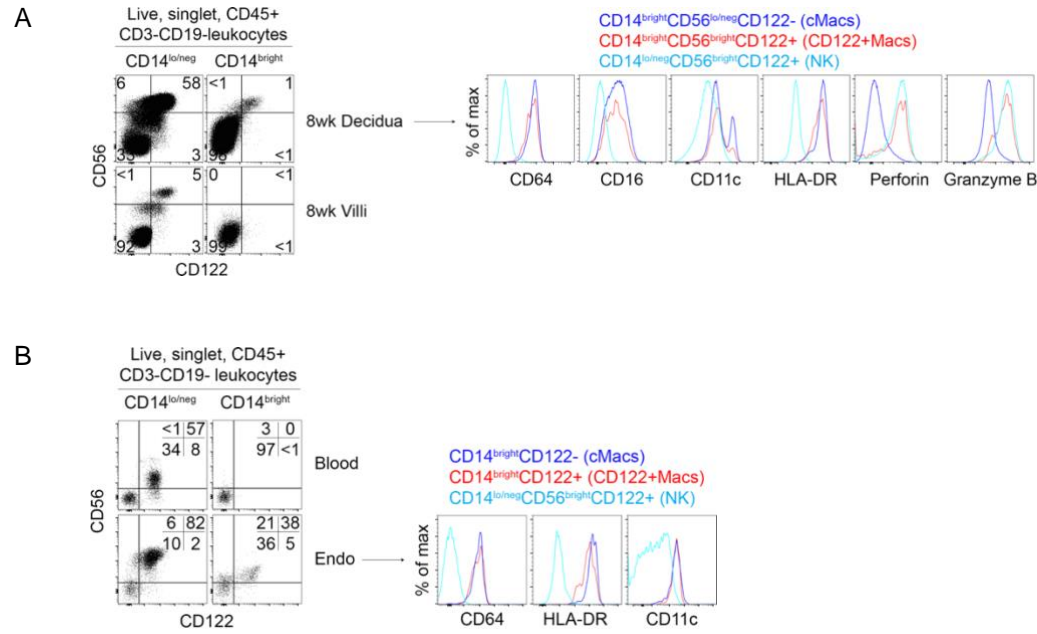 A
Live, singlet, CD45+
CD3-CD19-leukocytes
CD14lo/neg CD14bright
6 58 <1 1
35 3 98 <1
8wk Decidua
<1 5 0 <1
92 3 99 <1
8wk Villi
CD56
CD122
CD14brightCD56lo/negCD122- (cMacs)
CD14brightCD56brightCD122+ (CD122+Macs)
CD14lo/negCD56brightCD122+ (NK)
% of max
CD64 CD16 CD11c HLA-DR Perforin Granzyme B
B
Live, singlet, CD45+
CD3-CD19- leukocytes
CD14lo/neg CD14bright
<1 57 3 0
34 8 97 <1
Blood
6 82 21 38
10 2 36 5
Endo
CD56
CD122
CD14brightCD122- (cMacs)
CD14brightCD122+ (CD122+Macs)
CD14lo/negCD56brightCD122+ (NK)
% of max
CD64 HLA-DR CD11c